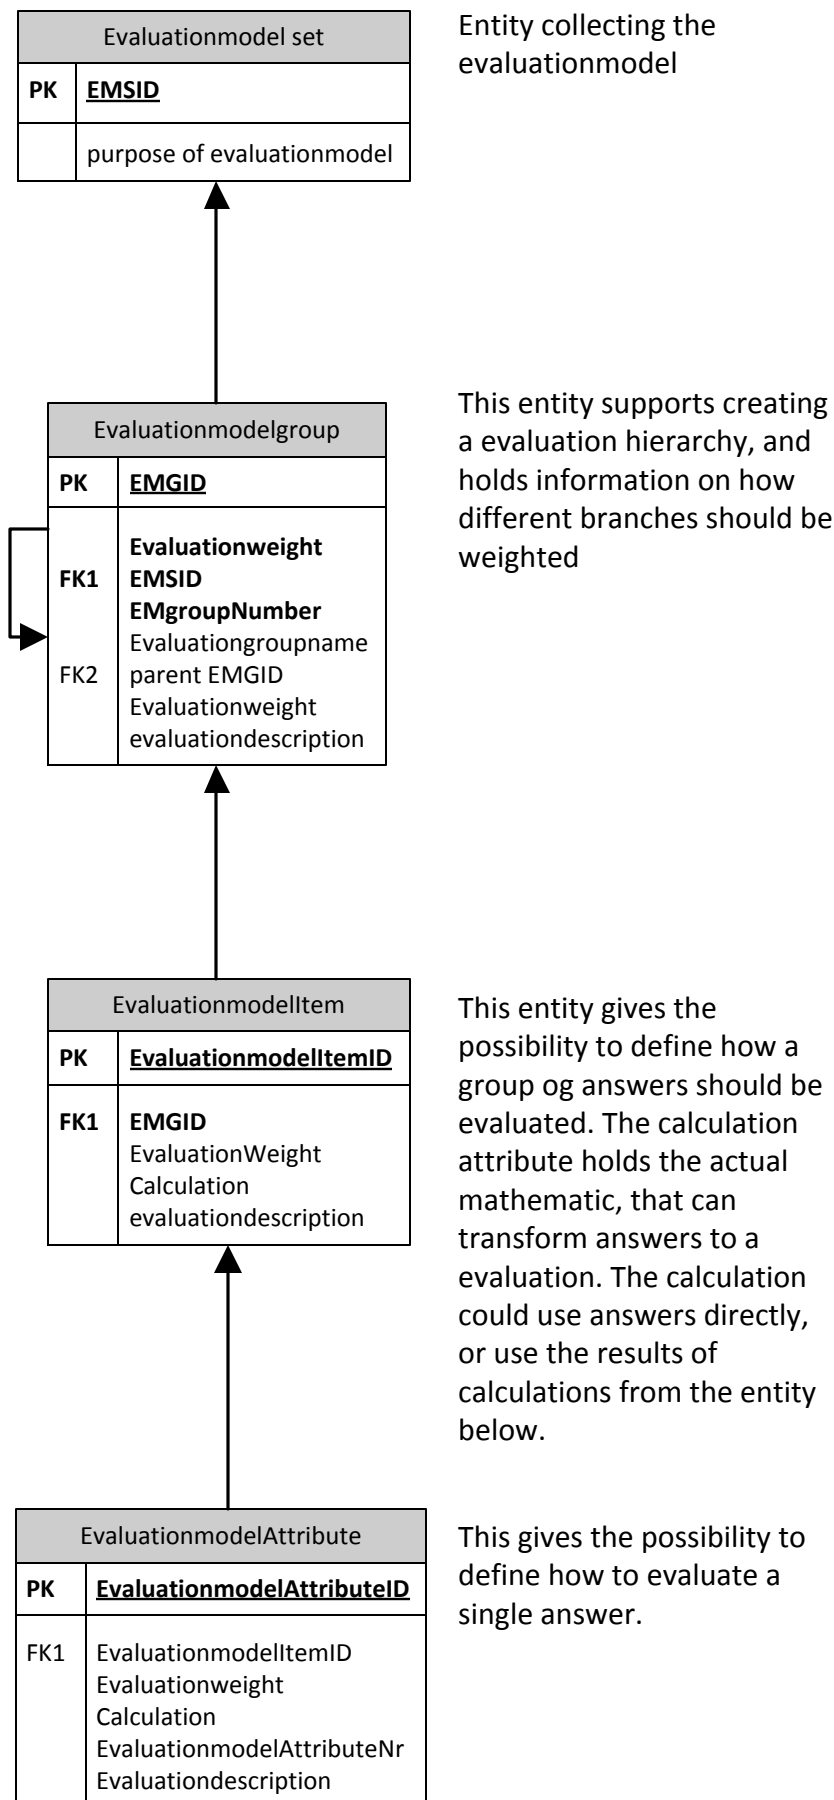 Evaluationmodel set
PK EMSID
purpose of evaluationmodel
Entity collecting the
evaluationmodel
Evaluationmodelgroup
PK EMGID
Evaluationweight
FK1 EMSID
EMgroupNumber
Evaluationgroupname
FK2 parent EMGID
Evaluationweight
evaluationdescription
This entity supports creating
a evaluation hierarchy, and
holds information on how
different branches should be
weighted
EvaluationmodelItem
PK EvaluationmodelItemID
FK1 EMGID
EvaluationWeight
Calculation
evaluationdescription
This entity gives the
possibility to define how a
group og answers should be
evaluated. The calculation
attribute holds the actual
mathematic, that can
transform answers to a
evaluation. The calculation
could use answers directly,
or use the results of
calculations from the entity
below.
EvaluationmodelAttribute
PK EvaluationmodelAttributeID
FK1 EvaluationmodelItemID
Evaluationweight
Calculation
EvaluationmodelAttributeNr
Evaluationdescription
This gives the possibility to
define how to evaluate a
single answer.